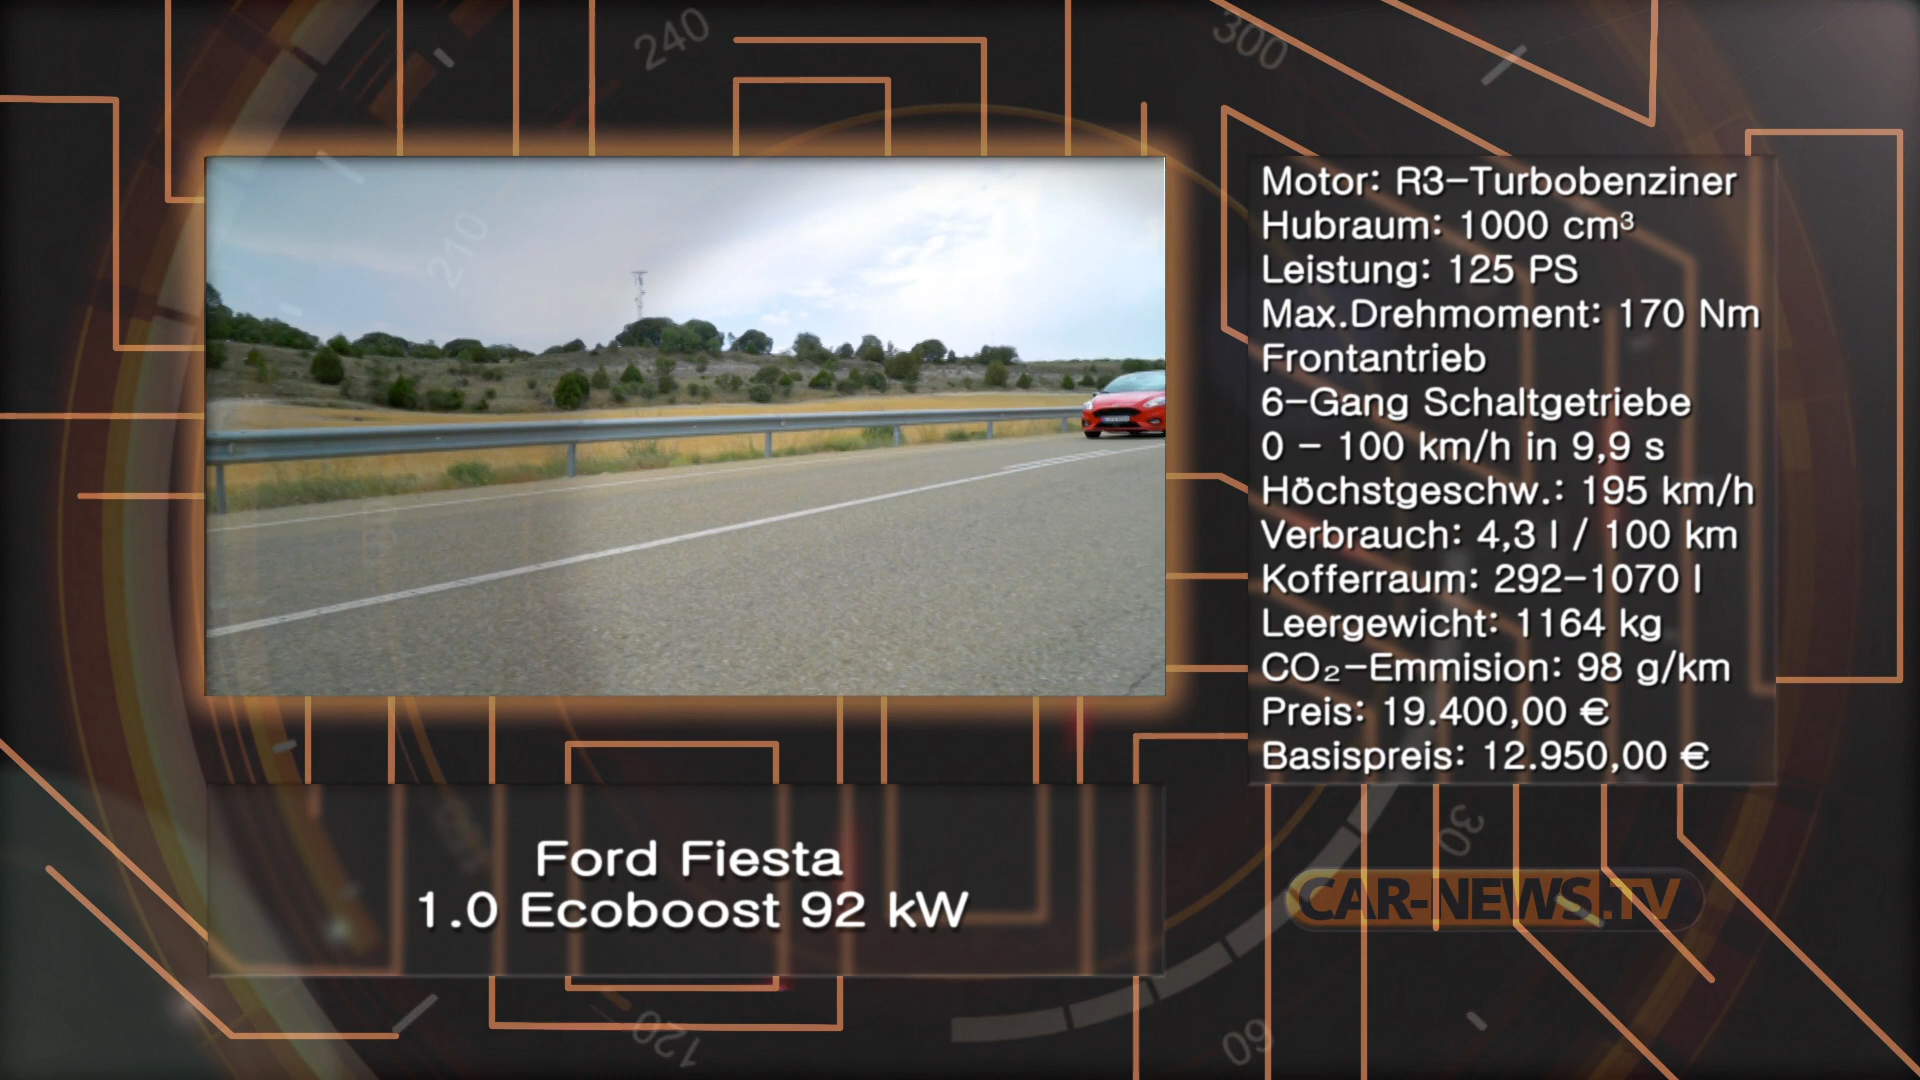 240
300
210
Motor: R3-Turbobenziner
Hubraum: 1000 cm³
Leistung: 125 PS
Max.Drehmoment: 170 Nm
Frontantrieb
6-Gang Schaltgetriebe
0 - 100 km/h in 9,9 s
Höchstgeschw.: 195 km/h
Verbrauch: 4,3 l / 100 km
Kofferraum: 292-1070 l
Leergewicht: 1164 kg
CO₂-Emmision: 98 g/km
Preis: 19.400,00 €
Basispreis: 12.950,00 €
Ford Fiesta
1.0 Ecoboost 92 kW
30
CAR-NEWS.TV
120
60